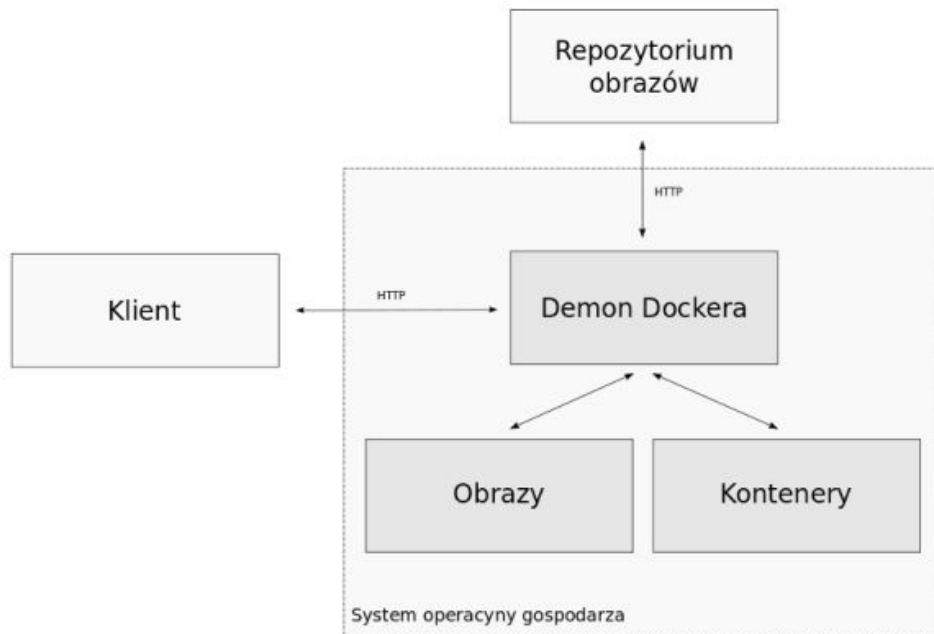 Repozytorium
obrazów
HTTP
Klient
HTTP
Demon Dockera
Obrazy
Kontenery
System operacyny gospodarza